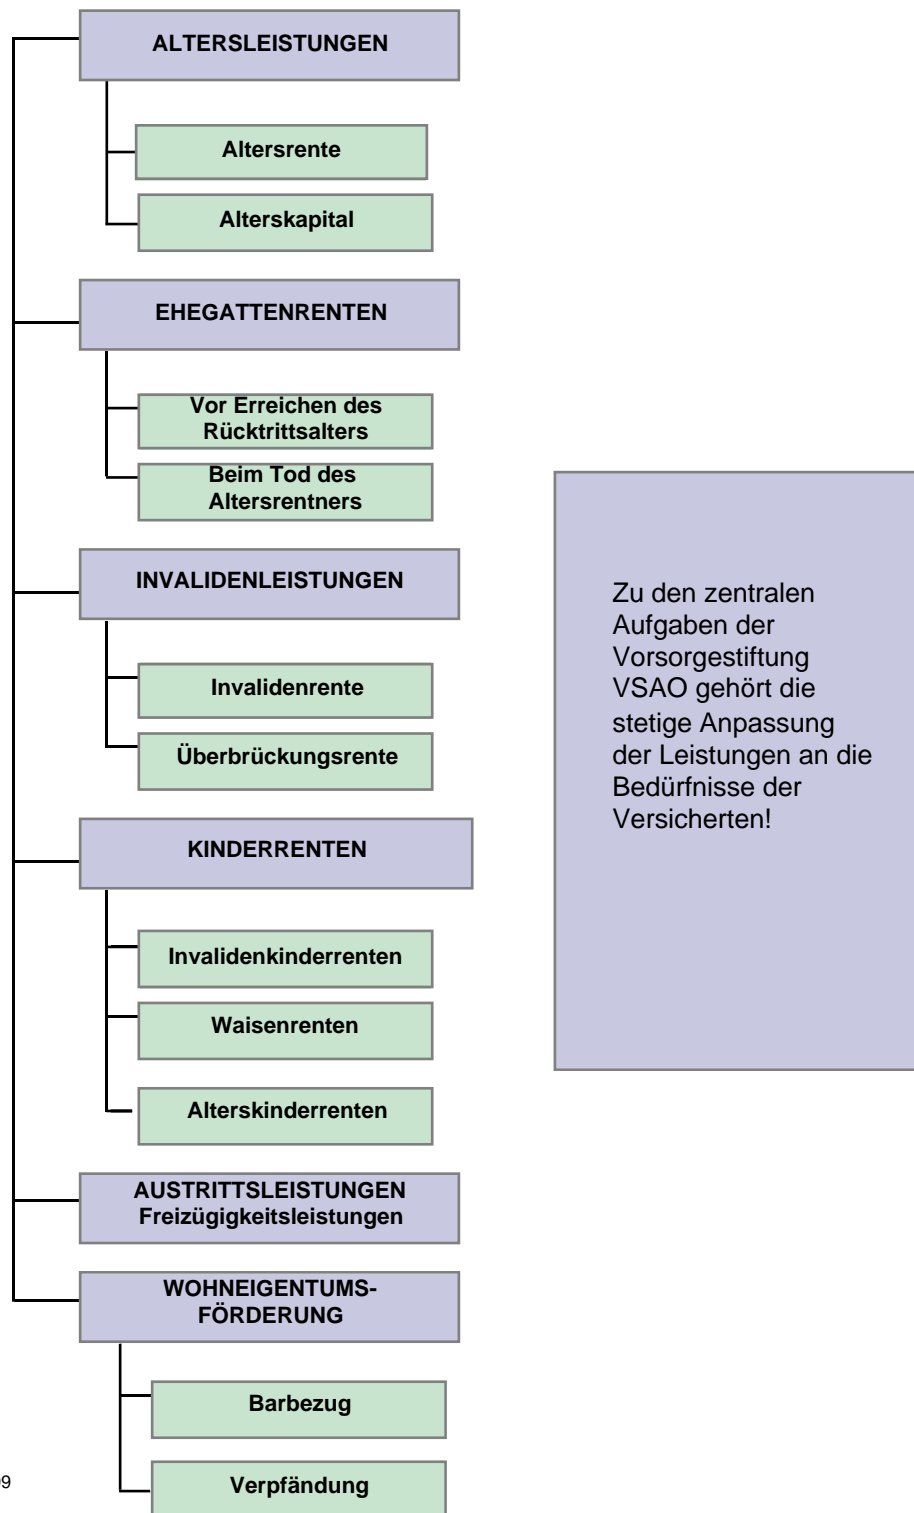 ALTERSLEISTUNGEN
Altersrente
Alterskapital
EHEGATTENRENTEN
Vor Erreichen des
Rücktrittsalters
Beim Tod des
Altersrentners
INVALIDENLEISTUNGEN
Invalidenrente
Überbrückungsrente
KINDERRENTEN
Invalidenkinderrenten
Waisenrenten
Alterskinderrenten
AUSTRITTSLEISTUNGEN
Freizügigkeitsleistungen
WOHNEIGENTUMS-
FÖRDERUNG
Barbezug
Verpfändung
Zu den zentralen
Aufgaben der
Vorsorgestiftung
VSAO gehört die
stetige Anpassung
der Leistungen an die
Bedürfnisse der
Versicherten!
9